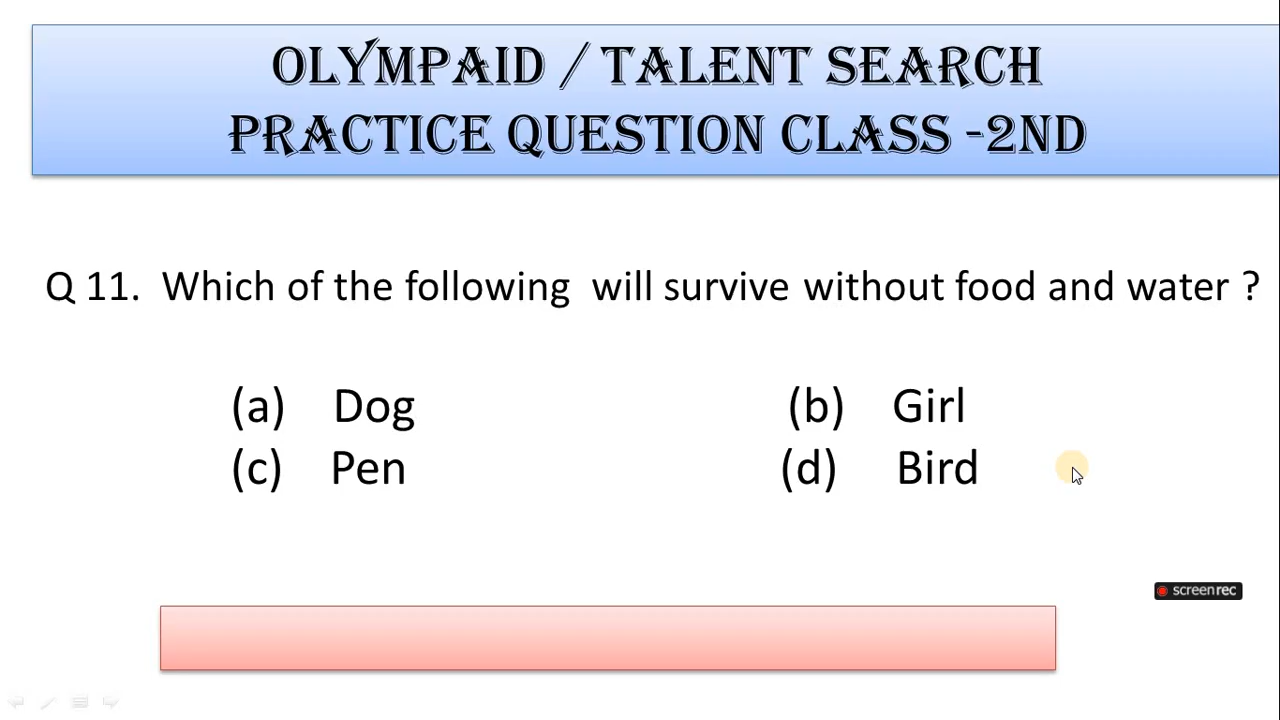 OLYMPAID / TALENT SEARCH
PRACTICE QUESTION CLASS -2ND
Q 11. Which of the following will survive without food and water ?
(a) Dog (b) Girl
(c) Pen (d) Bird
screenrec